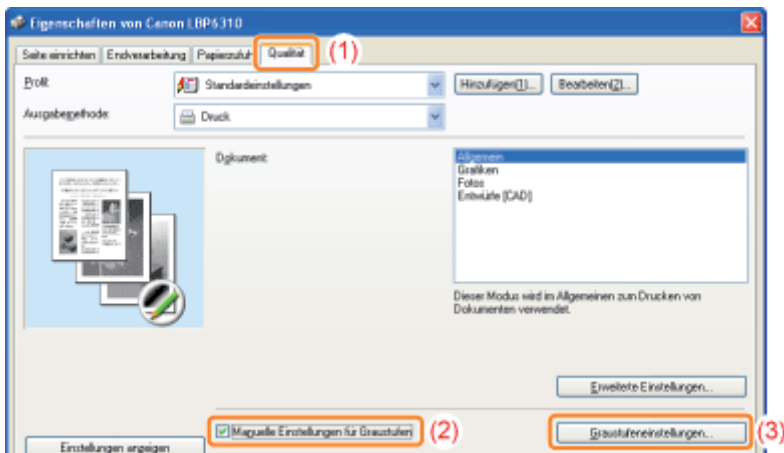 Eigenschaften von Canon LBP6310
Seite einrichten Endverarbeitung Papierzufuhr Qualität (1)
Profil: Standardeinstellungen Hinzufügen(1)... Bearbeiten(2)...
Ausgabemethode: Druck
Dokument: Allgemein
Grafiken
Fotos
Entwürfe [CAD]
Dieser Modus wird im Allgemeinen zum Drucken von
Dokumenten verwendet.
Erweiterte Einstellungen...
Manuelle Einstellungen für Graustufen (2) Graustufeneinstellungen... (3)
Einstellungen anzeigen